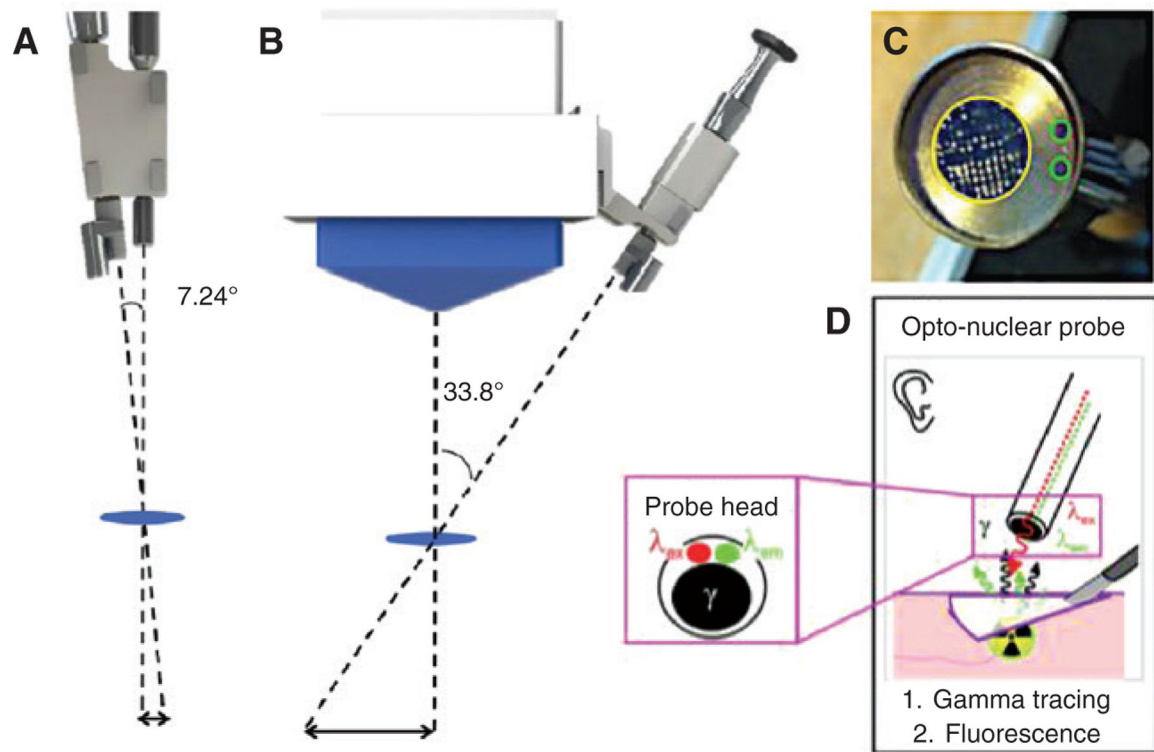 A
7.24°
B
33.8°
C
D
Opto-nuclear probe
γ
λex
λem
Probe head
λex λem
γ
1. Gamma tracing
2. Fluorescence